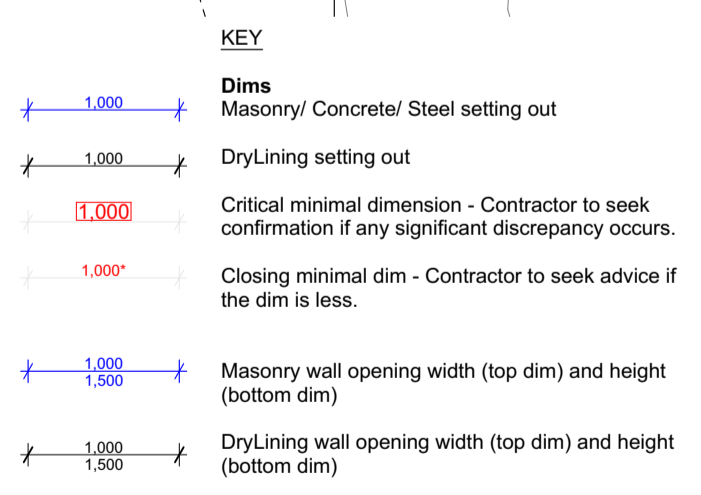 KEY
Dims
1,000
Masonry/ Concrete/ Steel setting out
1,000
DryLining setting out
1,000
Critical minimal dimension - Contractor to seek
confirmation if any significant discrepancy occurs.
1,000*
Closing minimal dim - Contractor to seek advice if
the dim is less.
1,000
1,500
Masonry wall opening width (top dim) and height
(bottom dim)
1,000
1,500
DryLining wall opening width (top dim) and height
(bottom dim)